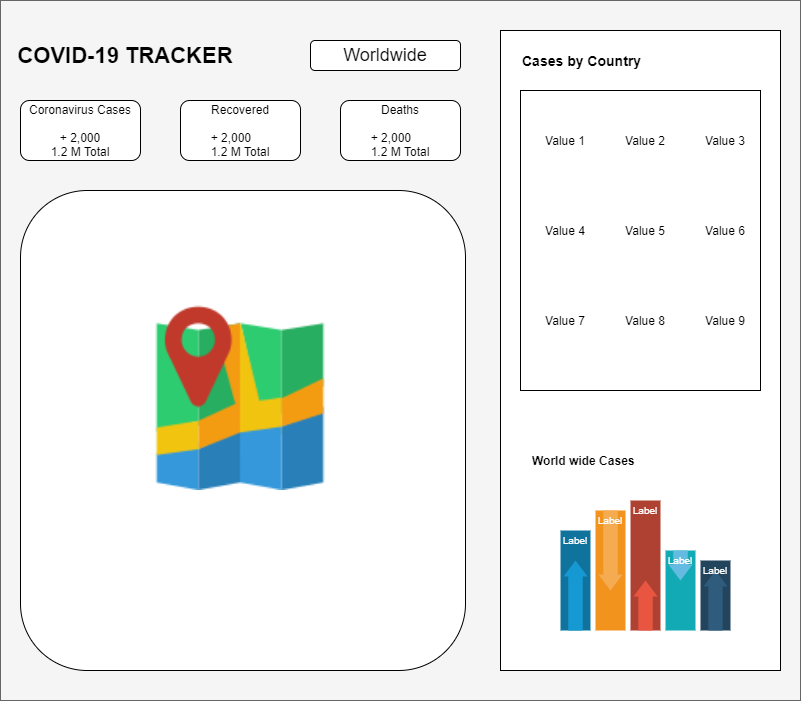 COVID-19 TRACKER
Worldwide
Coronavirus Cases
+ 2,000
1.2 M Total
Recovered
+ 2,000
1.2 M Total
Deaths
+ 2,000
1.2 M Total
Cases by Country
Value 1 Value 2 Value 3
Value 4 Value 5 Value 6
Value 7 Value 8 Value 9
World wide Cases
Label
Label
Label
Label
Label